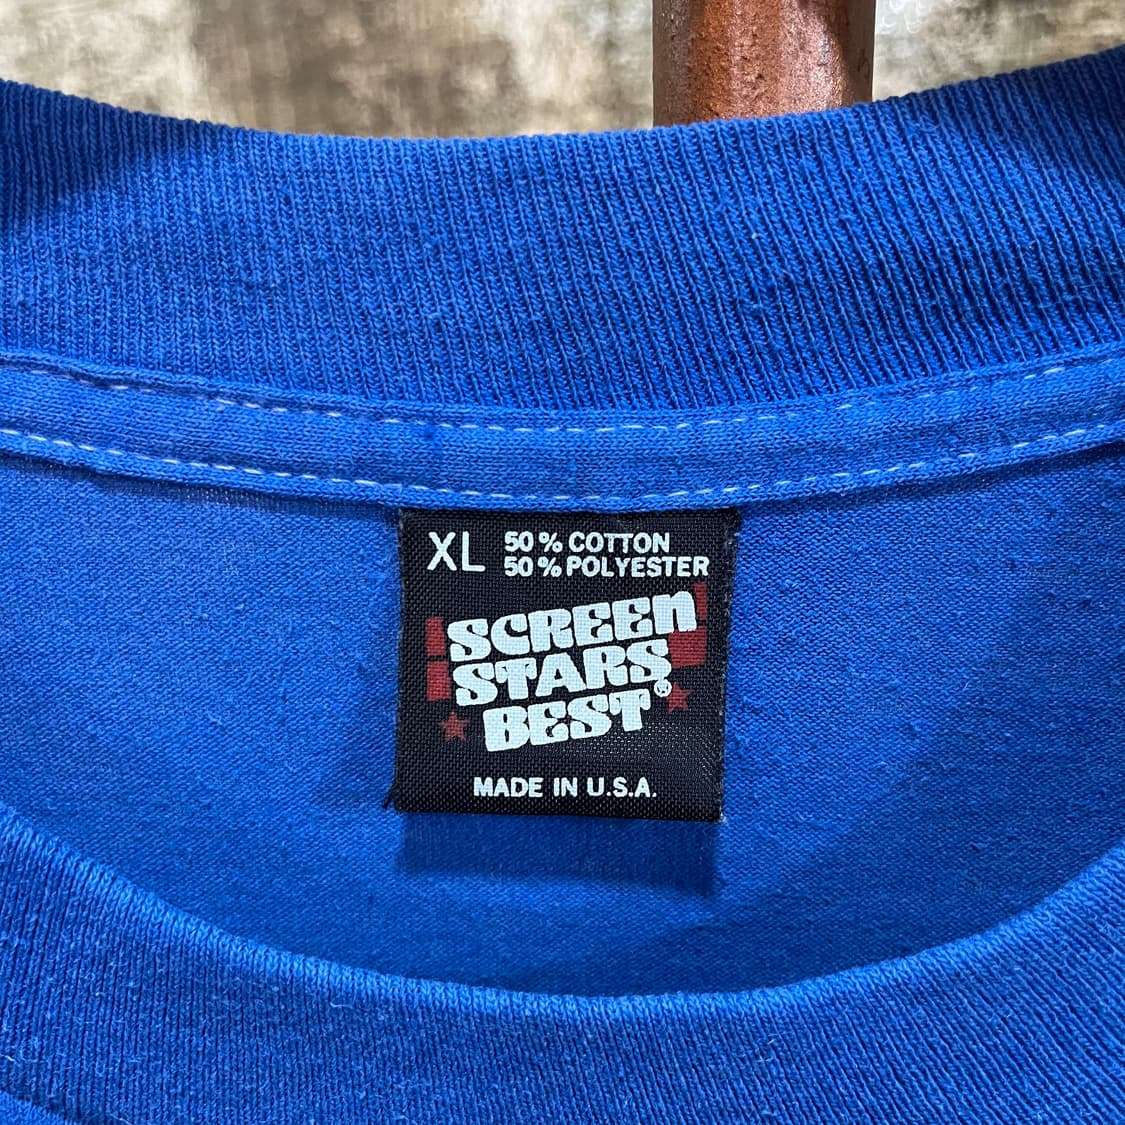 XL 50 % COTTON
50 % POLYESTER
SCREEN
STARS
BEST®
MADE IN U.S.A.